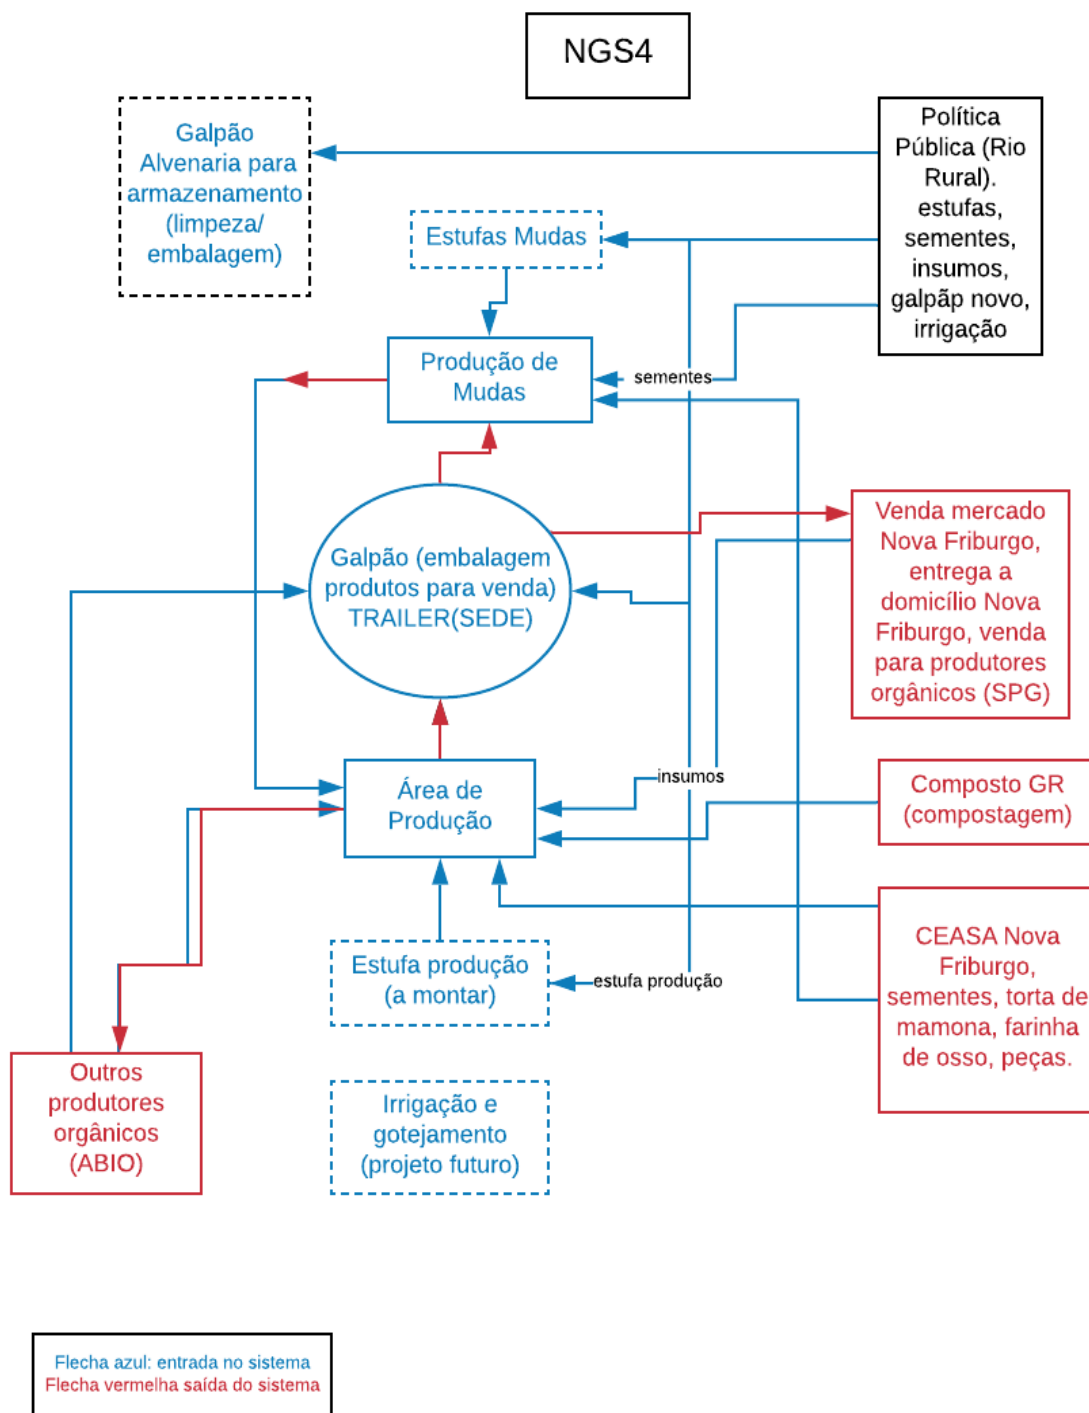 NGS4
Galpão
Alvenaria para
armazenamento
(limpeza/
embalagem)
Política
Pública (Rio
Rural).
estufas,
sementes,
insumos,
galpãp novo,
irrigação
Estufas Mudas
Produção de
Mudas
sementes
Galpão (embalagem
produtos para venda)
TRAILER(SEDE)
Venda mercado
Nova Friburgo,
entrega a
domicílio Nova
Friburgo, venda
para produtores
orgânicos (SPG)
insumos
Área de
Produção
Composto GR
(compostagem)
Estufa produção
(a montar)
estufa produção
CEASA Nova
Friburgo,
sementes, torta de
mamona, farinha
de osso, peças.
Outros
produtores
orgânicos
(ABIO)
Irrigação e
gotejamento
(projeto futuro)
Flecha azul: entrada no sistema
Flecha vermelha saída do sistema